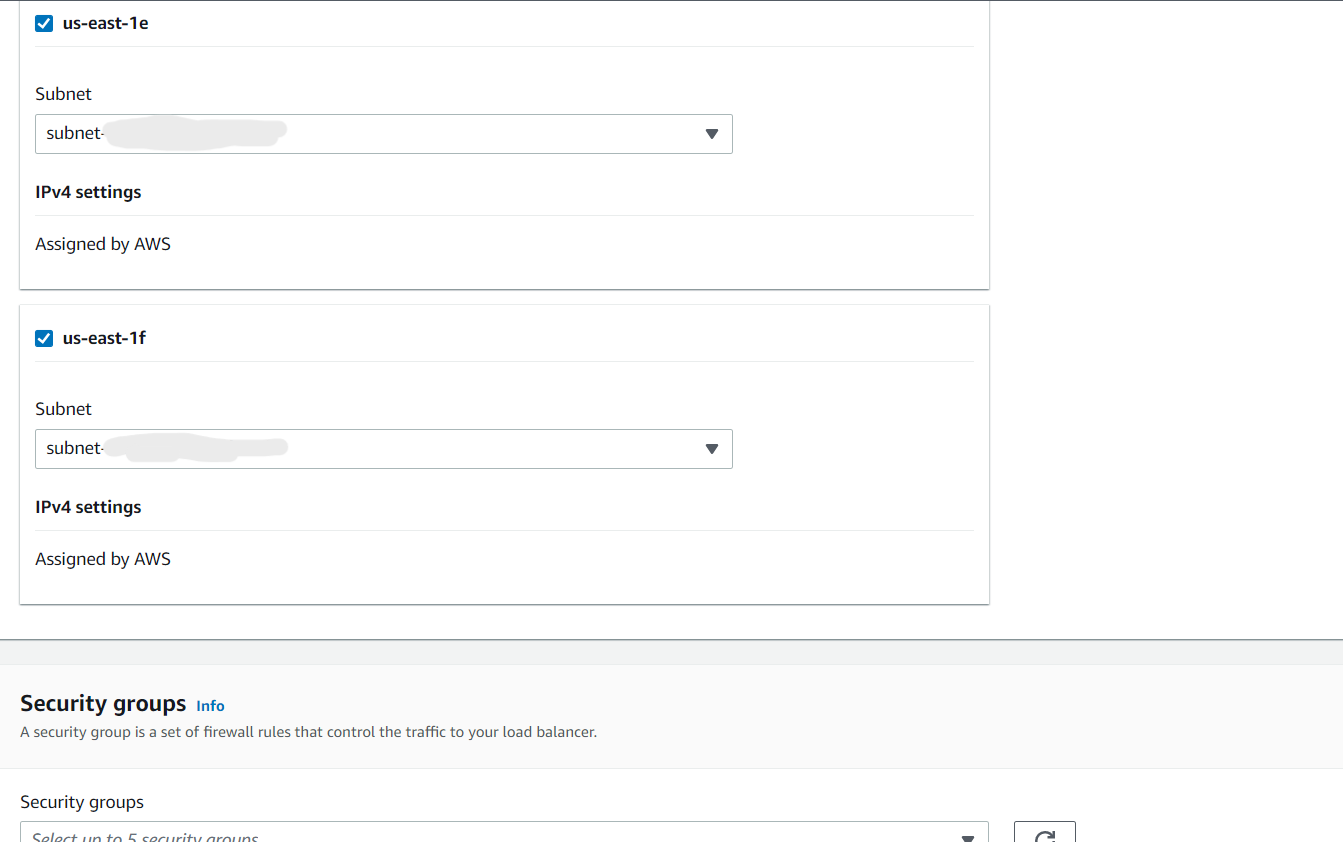 us-east-1e
Subnet
subnet-
IPv4 settings
Assigned by AWS
us-east-1f
Subnet
subnet-
IPv4 settings
Assigned by AWS
Security groups Info
A security group is a set of firewall rules that control the traffic to your load balancer.
Security groups
Select up to 5 security groups